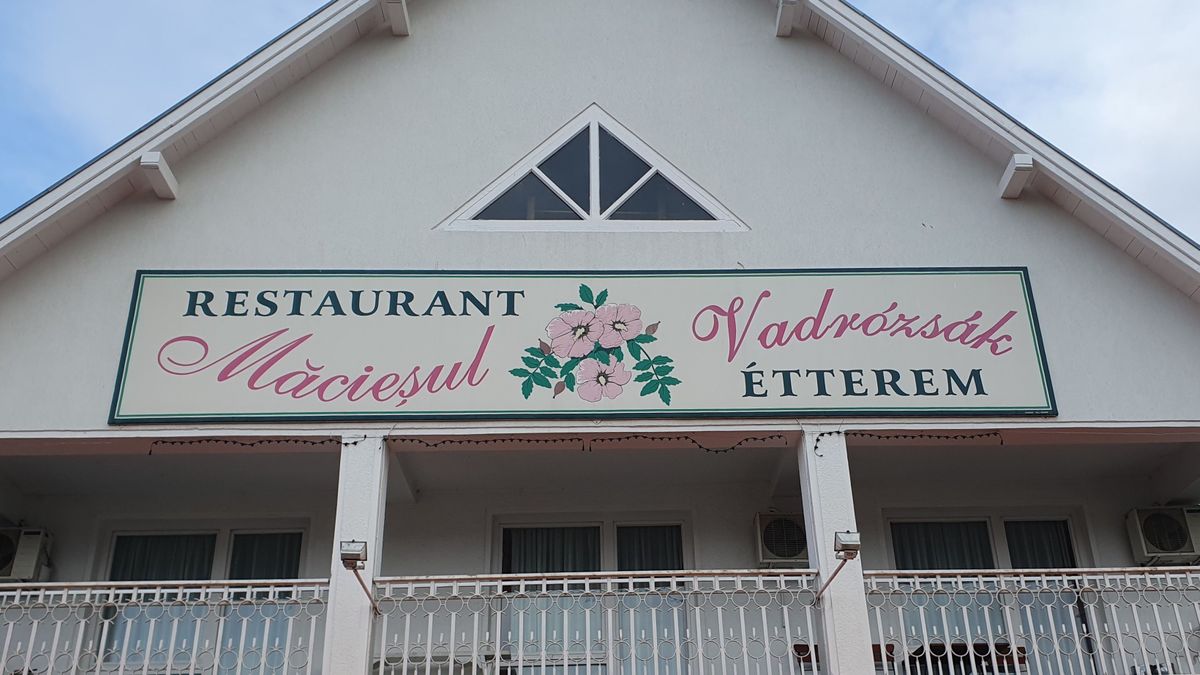 RESTAURANT
Măcieșul
Vadrózsák
ÉTTEREM